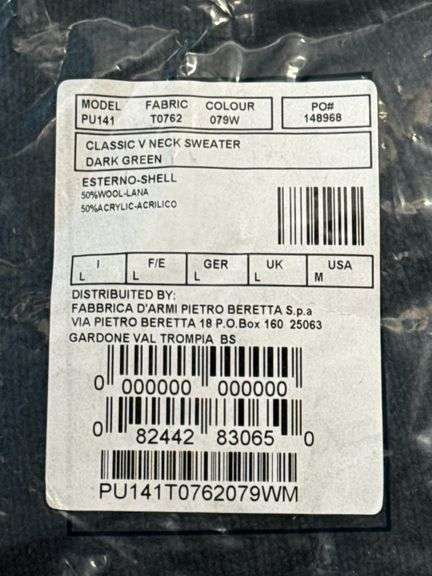 MODEL FABRIC COLOUR PO#
PU141 T0762 079W 148968
CLASSIC V NECK SWEATER
DARK GREEN
ESTERNO-SHELL
50%WOOL-LANA
50%ACRYLIC-ACRILICO
I F/E GER UK USA
L L L L M
DISTRIBUTED BY:
FABBRICA D'ARMI PIETRO BERETTA S.p.a
VIA PIETRO BERETTA 18 P.O.Box 160 25063
GARDONE VAL TROMPIA BS
0 000000 000000
0 82442 83065 0
PU141T0762079WM